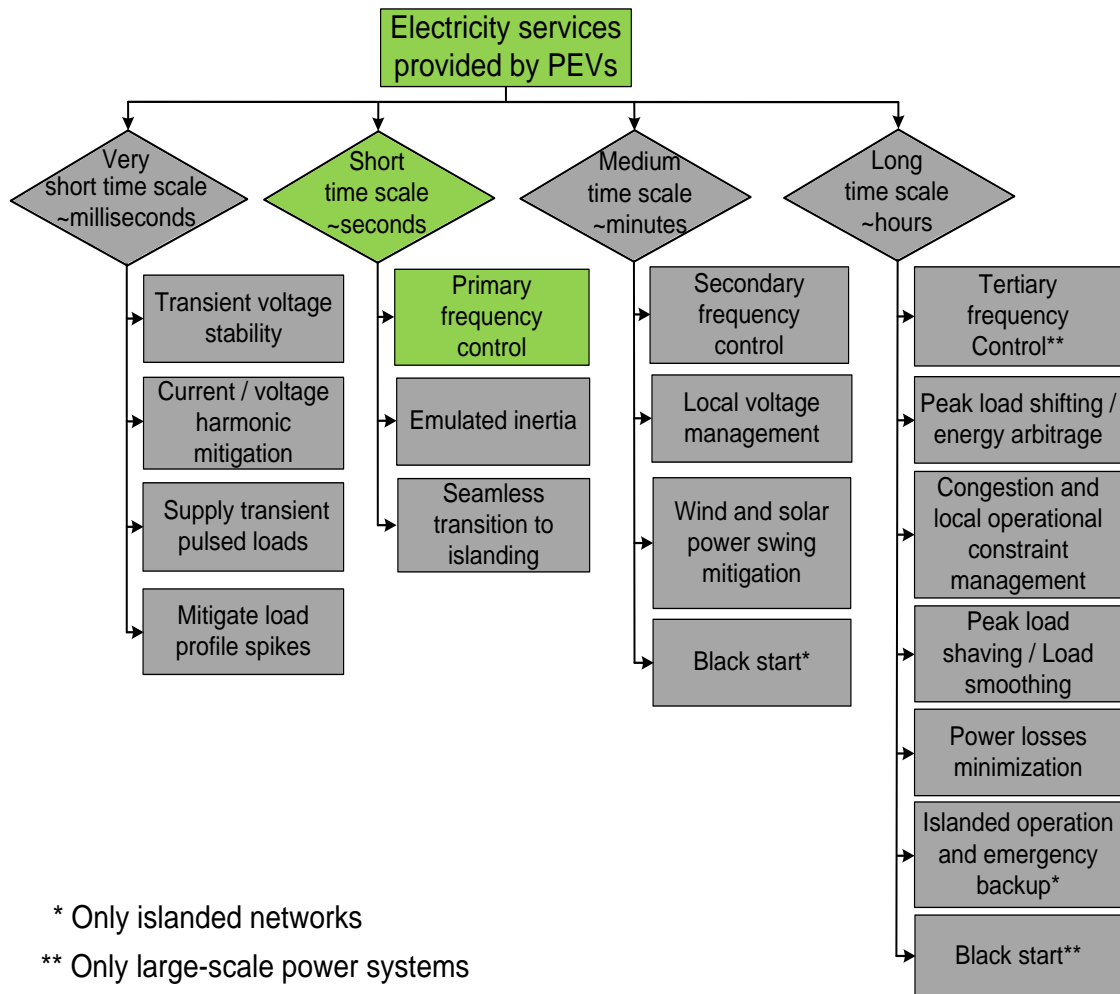 Electricity services
provided by PEVs
Very
short time scale
~milliseconds
Short
time scale
~seconds
Medium
time scale
~minutes
Long
time scale
~hours
Transient voltage
stability
Current / voltage
harmonic
mitigation
Supply transient
pulsed loads
Mitigate load
profile spikes
Primary
frequency
control
Emulated inertia
Seamless
transition to
islanding
Secondary
frequency
control
Local voltage
management
Wind and solar
power swing
mitigation
Black start*
Tertiary
frequency
Control**
Peak load shifting /
energy arbitrage
Congestion and
local operational
constraint
management
Peak load
shaving / Load
smoothing
Power losses
minimization
Islanded operation
and emergency
backup*
Black start**
* Only islanded networks
** Only large-scale power systems